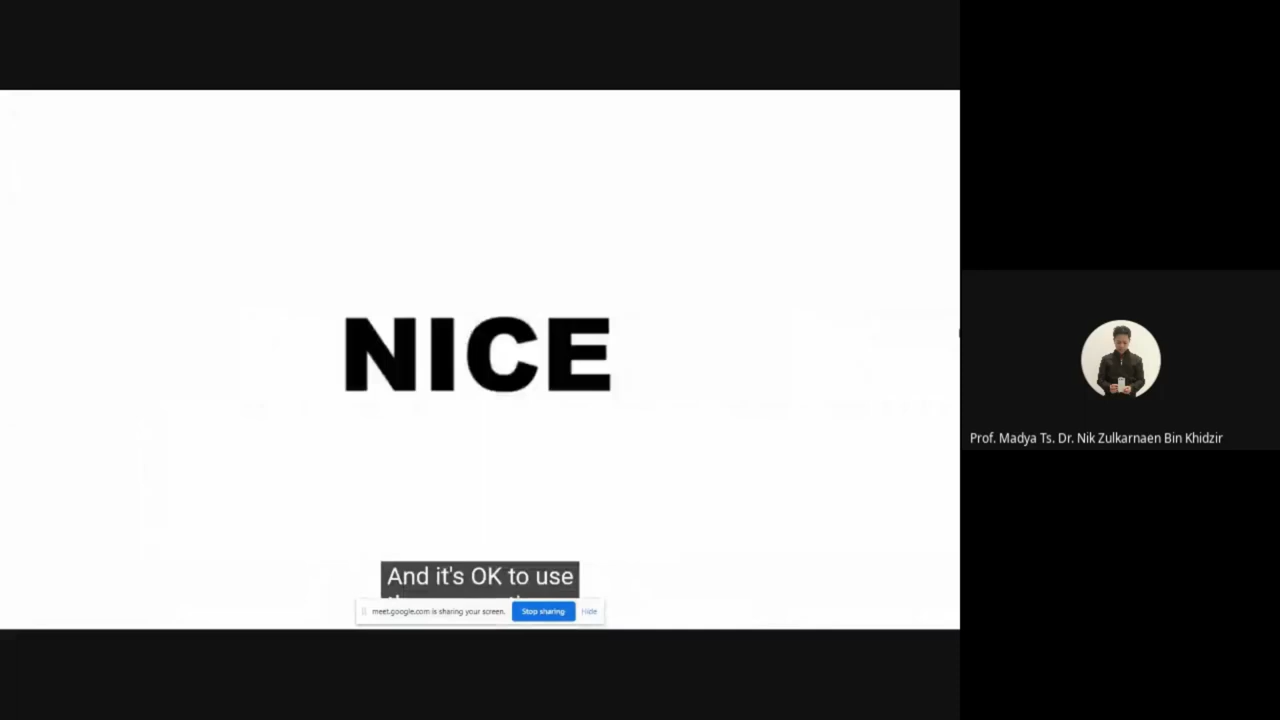 NICE
And it's OK to use
meet.google.com is sharing your screen. Stop sharing Hide
Prof. Madya Ts. Dr. Nik Zulkarnaen Bin Khidzir